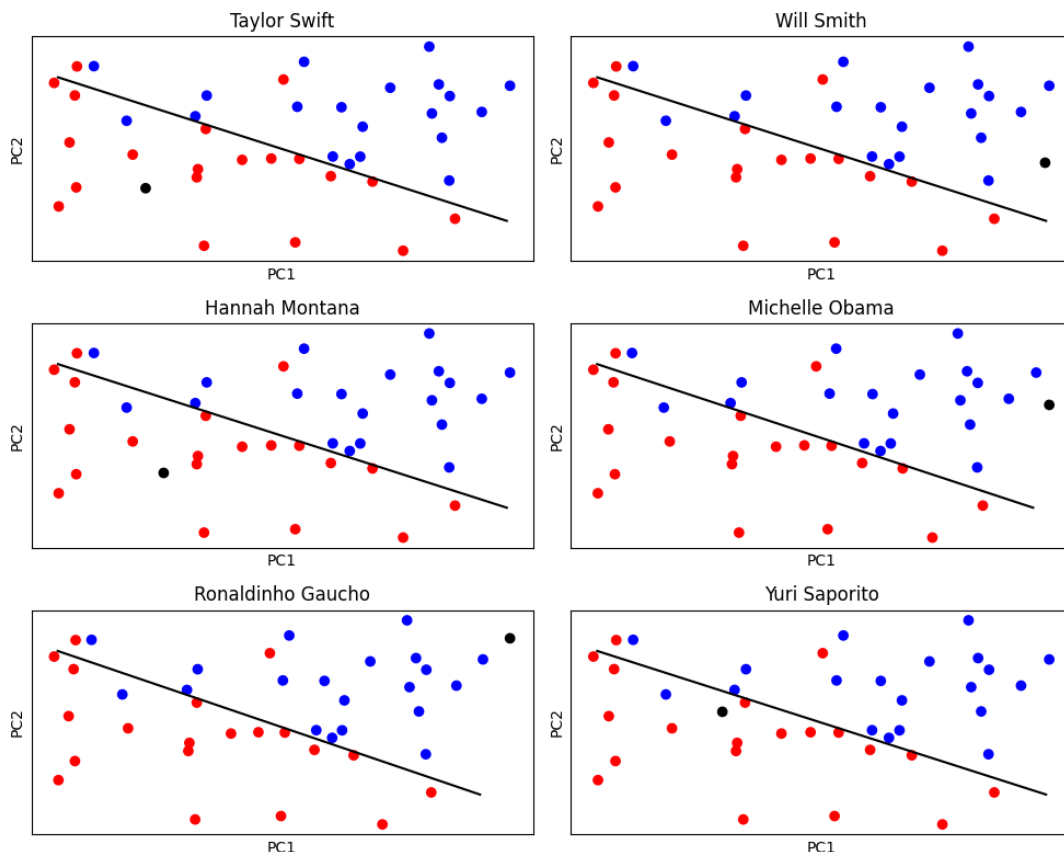 Taylor Swift
Will Smith
PC2
PC2
PC1
PC1
Hannah Montana
Michelle Obama
PC2
PC2
PC1
PC1
Ronaldinho Gaucho
Yuri Saporito
PC2
PC2
PC1
PC1